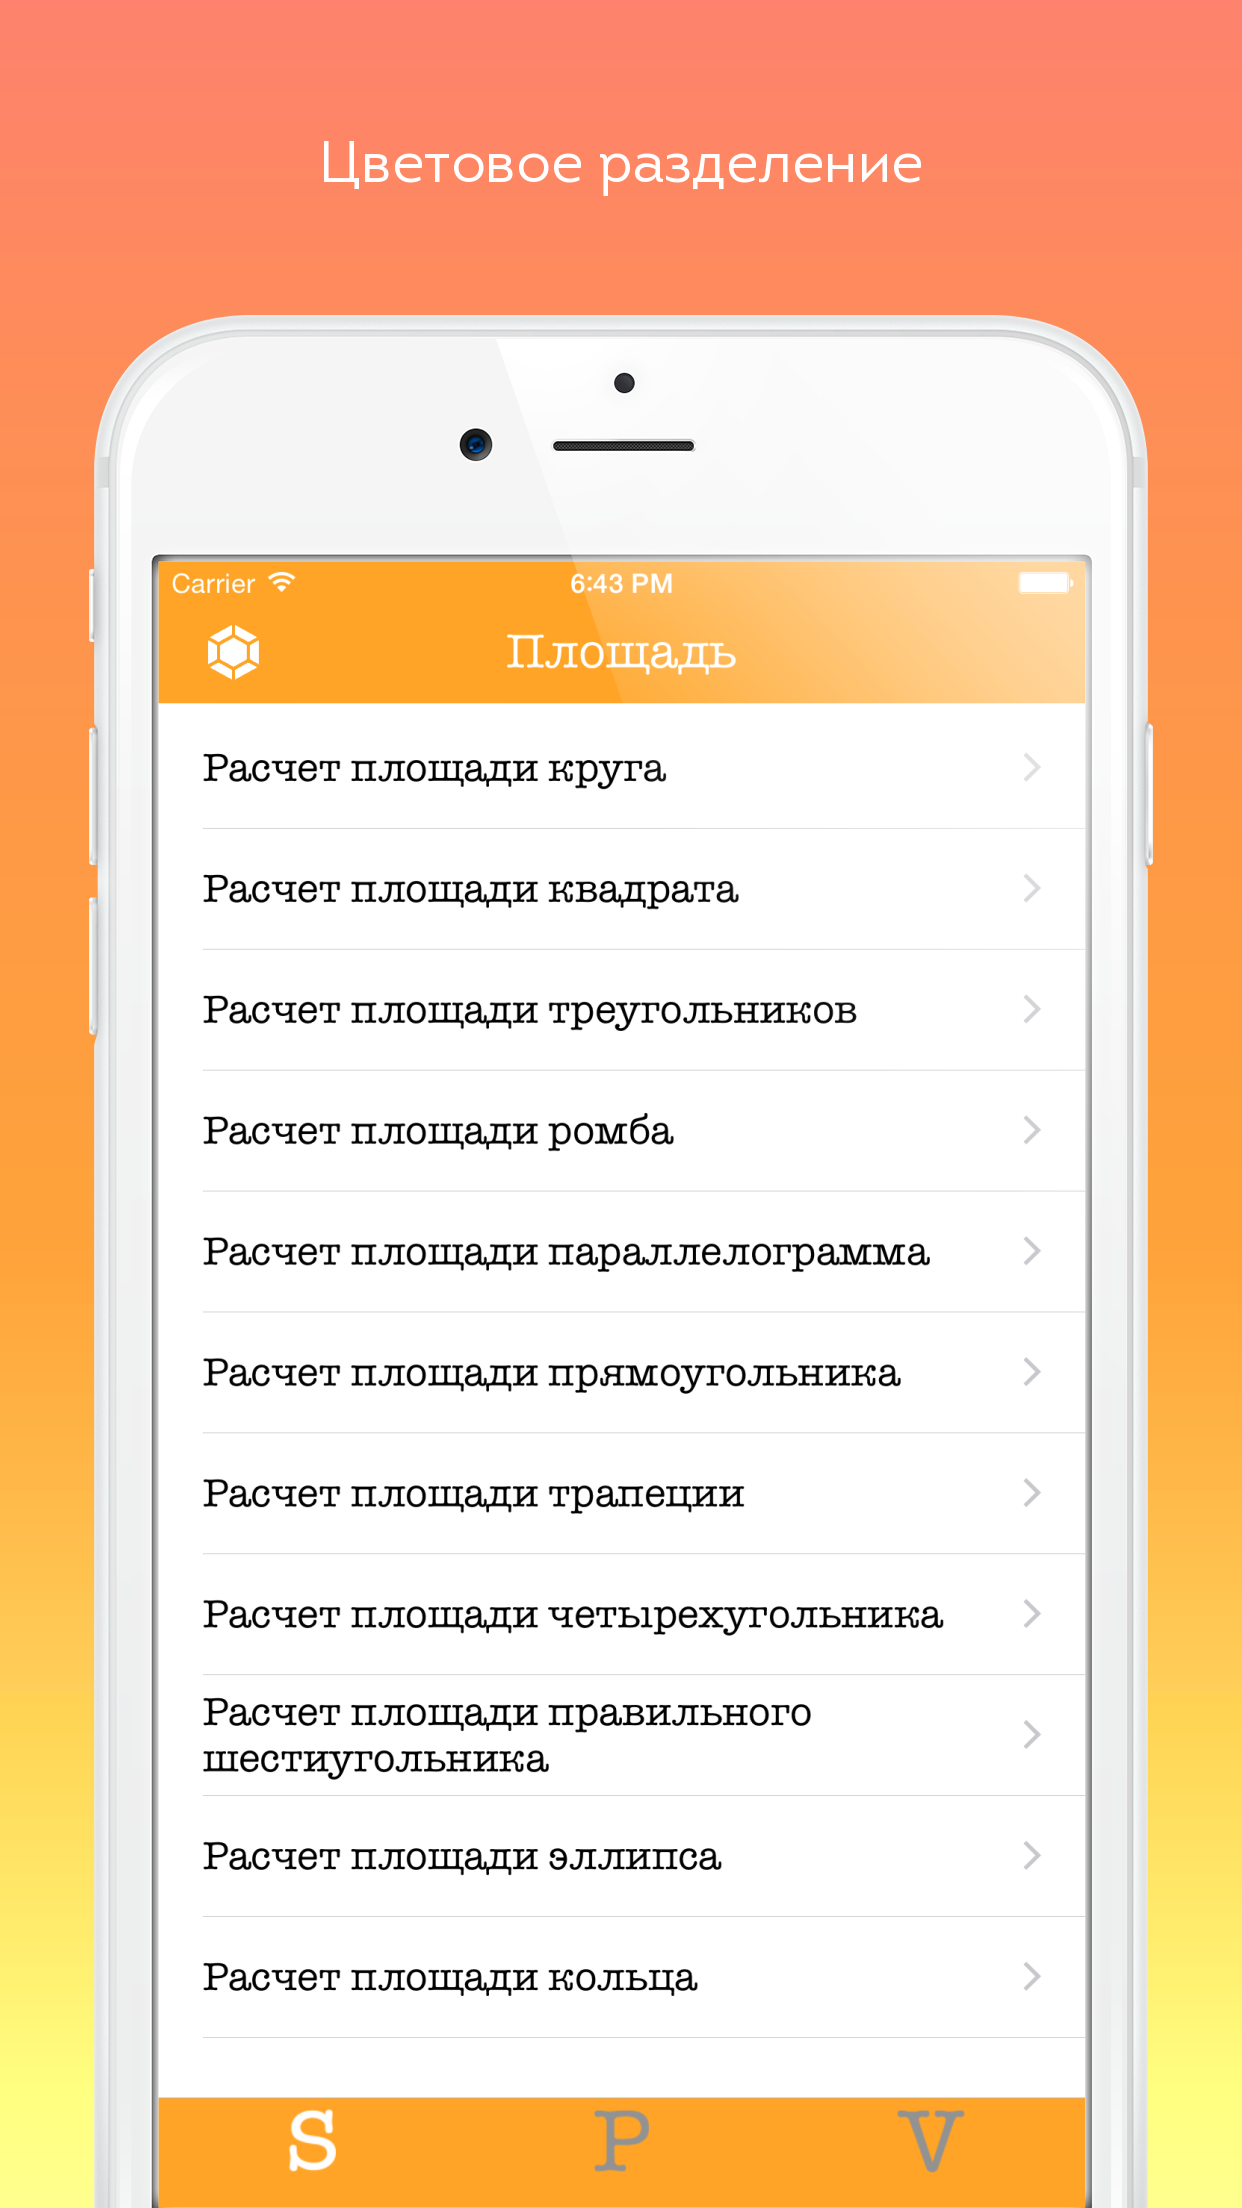 Цветовое разделение
Carrier 6:43 PM
Площадь
Расчет площади круга
Расчет площади квадрата
Расчет площади треугольников
Расчет площади ромба
Расчет площади параллелограмма
Расчет площади прямоугольника
Расчет площади трапеции
Расчет площади четырехугольника
Расчет площади правильного
шестиугольника
Расчет площади эллипса
Расчет площади кольца
S P V